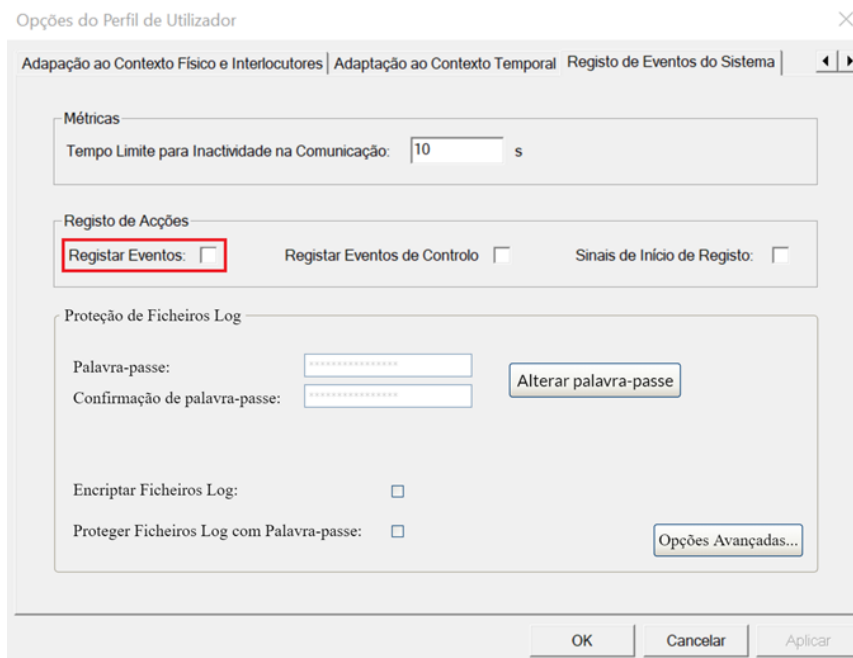 Opções do Perfil de Utilizador
Adapação ao Contexto Físico e Interlocutores Adaptação ao Contexto Temporal Registo de Eventos do Sistema
Métricas
Tempo Limite para Inactividade na Comunicação: 10 s
Registo de Acções
Registar Eventos: Registar Eventos de Controlo Sinais de Início de Registo:
Proteção de Ficheiros Log
Palavra-passe: ****************
Alterar palavra-passe
Confirmação de palavra-passe: ****************
Encriptar Ficheiros Log:
Proteger Ficheiros Log com Palavra-passe:
Opções Avançadas...
OK Cancelar Aplicar